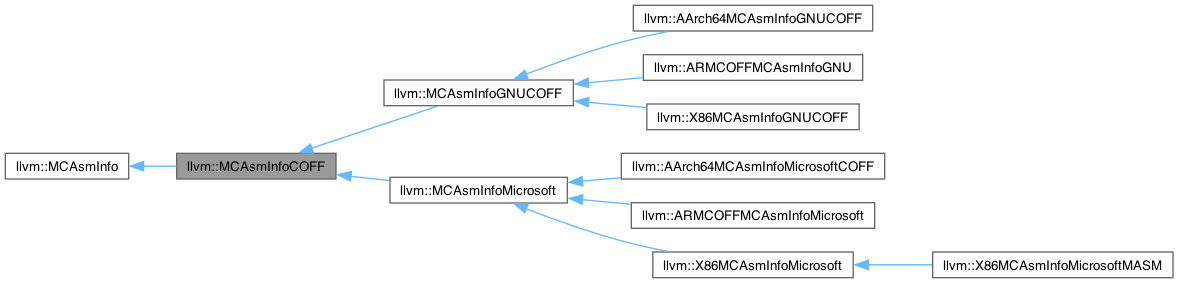 llvm::AArch64MCAsmInfoGNUCOFF
llvm::ARMCOFFMCAsmInfoGNU
llvm::MCAsmInfoGNUCOFF
llvm::X86MCAsmInfoGNUCOFF
llvm::MCAsmInfo
llvm::MCAsmInfoCOFF
llvm::AArch64MCAsmInfoMicrosoftCOFF
llvm::MCAsmInfoMicrosoft
llvm::ARMCOFFMCAsmInfoMicrosoft
llvm::X86MCAsmInfoMicrosoft
llvm::X86MCAsmInfoMicrosoftMASM